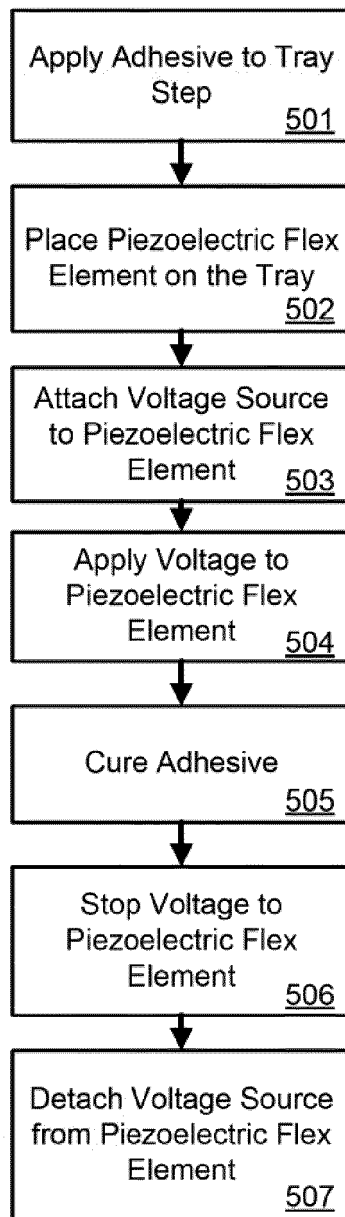 Apply Adhesive to Tray
Step
501
Place Piezoelectric Flex
Element on the Tray
502
Attach Voltage Source
to Piezoelectric Flex
Element
503
Apply Voltage to
Piezoelectric Flex
Element
504
Cure Adhesive
505
Stop Voltage to
Piezoelectric Flex
Element
506
Detach Voltage Source
from Piezoelectric Flex
Element
507